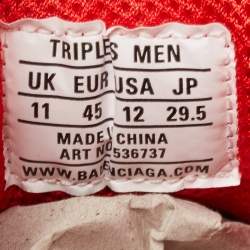 TRIPLE S MEN
UK EUR USA JP
11 45 12 29.5
MADE IN CHINA
ART NO 536737
WWW.BALENCIAGA.COM